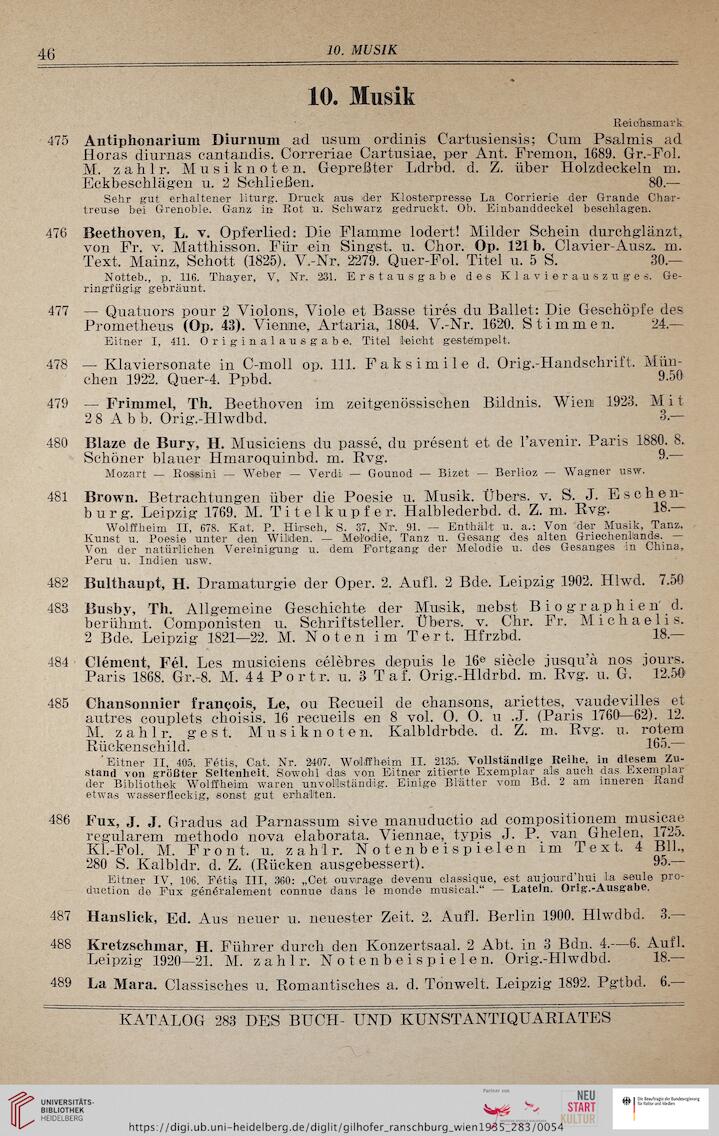 46
10. MUSIK
10. Musik
Reichsmark
475 Antiphonarium Diurnum ad usum ordinis Cartusiensis; Cum Psalmis ad
Horas diurnas cantandis. Correriae Cartusiae, per Ant. Fremon, 1689. Gr.-Fol.
M. zahlr. Musiknoten. Gepreßter Ldrbd. d. Z. über Holzdeckeln m.
Eckbeschlägen u. 2 Schließen. 80.—
Sehr gut erhaltener liturg. Druck aus der Klosterpresse La Corrierie der Grande Char-
treuse bei Grenoble. Ganz in Rot u. Schwarz gedruckt. Ob. Einbanddeckel beschlagen.
476 Beethoven, L. v. Opferlied: Die Flamme lodert! Milder Schein durchglänzt,
von Fr. v. Matthisson. Für ein Singst. u. Chor. Op. 121 b. Clavier-Ausz. m.
Text. Mainz, Schott (1825). V.-Nr. 2279. Quer-Fol. Titel u. 5 S. 30.—
Notteb., p. 116. Thayer, V, Nr. 231. Erstausgabe des Klavierauszuges. Ge-
ringfügig gebräunt.
477 — Quatuors pour 2 Violons, Viole et Basse tirés du Ballet: Die Geschöpfe des
Prometheus (Op. 43). Vienne, Artaria, 1804. V.-Nr. 1620. Stimmen. 24.—
Eitner I, 411. Originalausgabe. Titel leicht gestempelt.
478 — Klaviersonate in C-moll op. 111. Faksimile d. Orig.-Handschrift. Mün-
chen 1922. Quer-4. Ppbd. 9.50
479 — Frimmel, Th. Beethoven im zeitgenössischen Bildnis. Wien 1923. Mit
28 Abb. Orig.-Hlwdbd. 3.—
480 Blaze de Bury, H. Musiciens du passé, du présent et de l'avenir. Paris 1880. 8.
Schöner blauer Hmaroquinbd. m. Rvg. 9.—
Mozart — Rossini — Weber — Verdi — Gounod — Bizet — Berlioz — Wagner usw.
481 Brown. Betrachtungen über die Poesie u. Musik. Übers. v. S. J. Eschen-
burg. Leipzig 1769. M. Titelkupfer. Halblederbd. d. Z. m. Rvg. 18.—
Wolffheim II, 678. Kat. P. Hirsch, S. 37, Nr. 91. — Enthält u. a.: Von der Musik, Tanz,
Kunst u. Poesie unter den Wilden. — Melodie, Tanz u. Gesang des alten Griechenlands. —
Von der natürlichen Vereinigung u. dem Fortgang der Melodie u. des Gesanges in China,
Peru u. Indien usw.
482 Bulthaupt, H. Dramaturgie der Oper. 2. Aufl. 2 Bde. Leipzig 1902. Hlwd. 7.50
483 Busby, Th. Allgemeine Geschichte der Musik, nebst Biographien d.
berühmt. Componisten u. Schriftsteller. Übers. v. Chr. Fr. Michaelis.
2 Bde. Leipzig 1821—22. M. Noten im Tert. Hfrzbd. 18.—
484 Clément, Fél. Les musiciens célèbres depuis le 16e siècle jusqu'à nos jours.
Paris 1868. Gr.-8. M. 44 Portr. u. 3 Taf. Orig.-Hldrbd. m. Rvg. u. G. 12.50
485 Chansonnier françois, Le, ou Recueil de chansons, ariettes, vaudevilles et
autres couplets choisis. 16 recueils en 8 vol. O. O. u .J. (Paris 1760—62). 12.
M. zahlr. gest. Musiknoten. Kalbldrbde. d. Z. m. Rvg. u. rotem
Rückenschild. 165.—
Eitner II, 405. Fétis, Cat. Nr. 2407. Wolffheim II. 2135. Vollständige Reihe, in diesem Zu-
stand von größter Seltenheit. Sowohl das von Eitner zitierte Exemplar als auch das Exemplar
der Bibliothek Wolffheim waren unvollständig. Einige Blätter vom Bd. 2 am inneren Rand
etwas wasserfleckig, sonst gut erhalten.
486 Fux, J. J. Gradus ad Parnassum sive manuductio ad compositionem musicae
regularem methodo nova elaborata. Viennae, typis J. P. van Ghelen, 1725.
Kl.-Fol. M. Front. u. zahlr. Notenbeispielen im Text. 4 Bll.,
280 S. Kalbldr. d. Z. (Rücken ausgebessert). 95.—
Eitner IV, 106. Fétis III, 360: „Cet ouvrage devenu classique, est aujourd'hui la seule pro-
duction de Fux généralement connue dans le monde musical.“ — Latein. Orig.-Ausgabe.
487 Hanslick, Ed. Aus neuer u. neuester Zeit. 2. Aufl. Berlin 1900. Hlwdbd. 3.—
488 Kretzschmar, H. Führer durch den Konzertsaal. 2 Abt. in 3 Bdn. 4.—6. Aufl.
Leipzig 1920—21. M. zahlr. Notenbeispielen. Orig.-Hlwdbd. 18.—
489 La Mara. Classisches u. Romantisches a. d. Tonwelt. Leipzig 1892. Pgtbd. 6.—
KATALOG 283 DES BUCH- UND KUNSTANTIQUARIATES
UNIVERSITÄTS-
BIBLIOTHEK
HEIDELBERG
Partner von
NEU
START
KULTUR
Die Beauftragte der Bundesregierung
für Kultur und Medien
https://digi.ub.uni-heidelberg.de/diglit/gilhofer_ranschburg_wien1935_283/0054